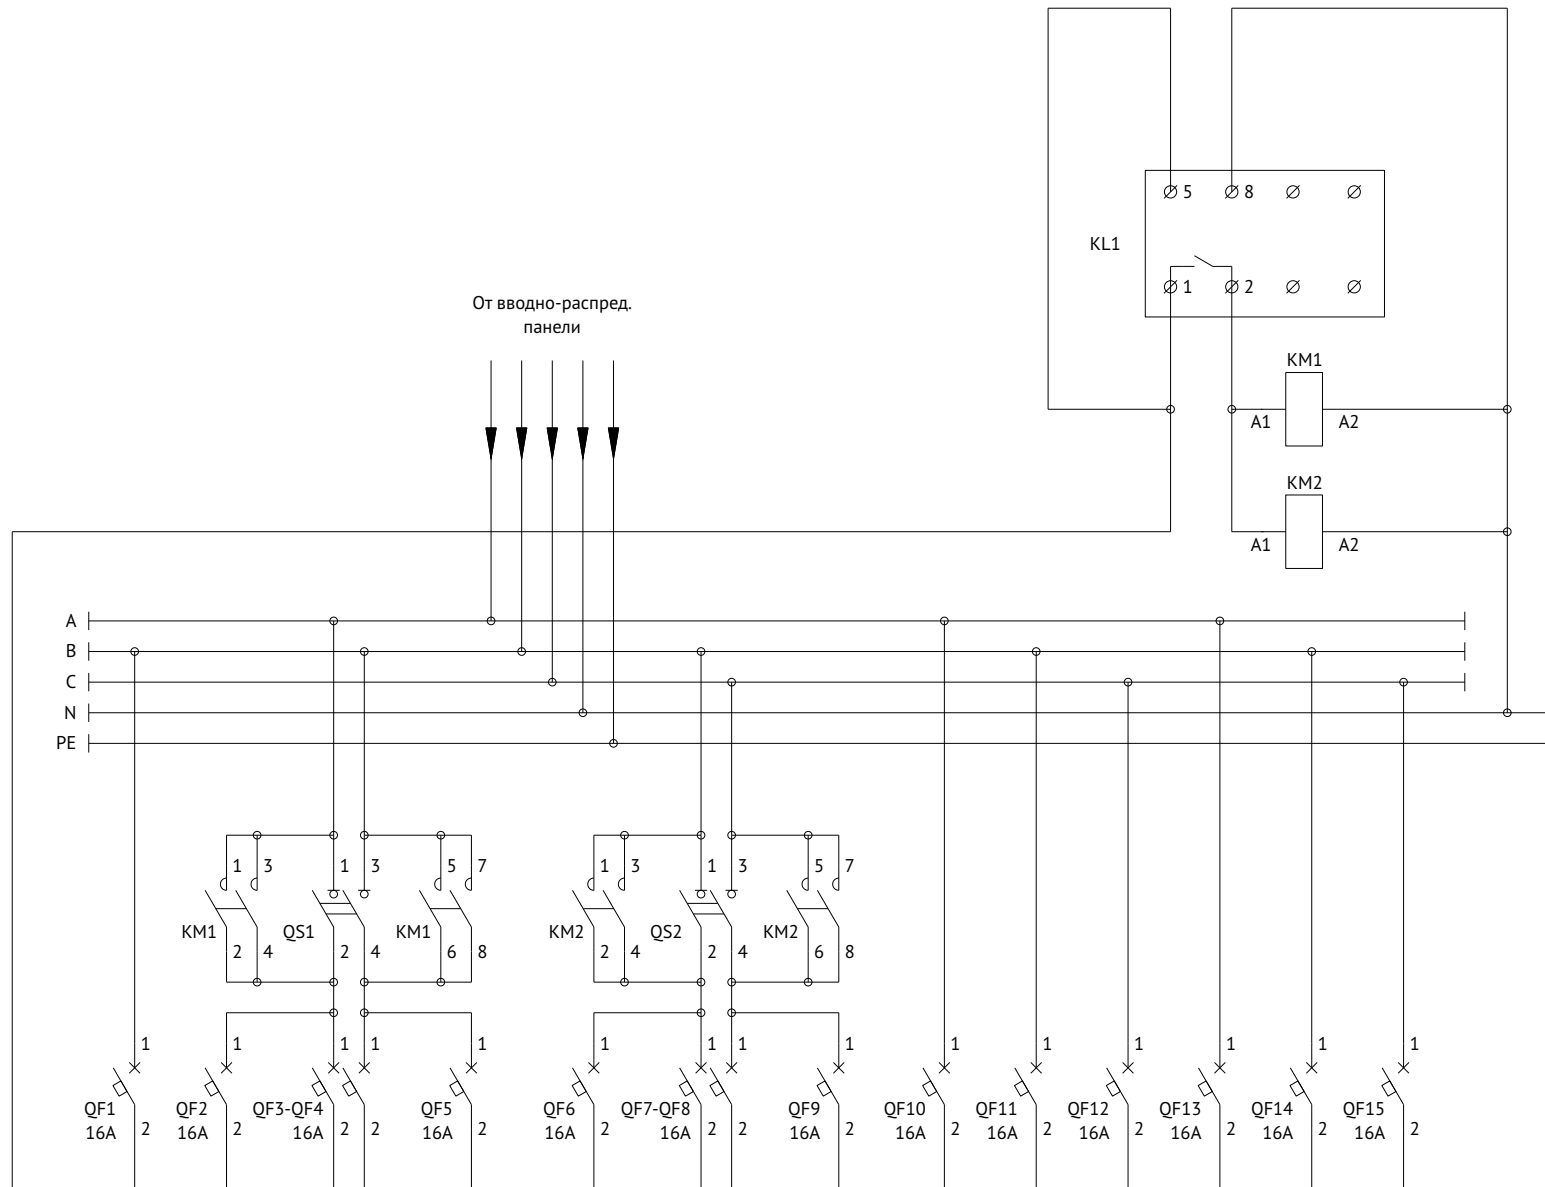 5 8
KL1
1 2
От вводно-распред.
панели
KM1
A1 A2
KM2
A1 A2
A
B
C
N
PE
1 3 1 3 5 7 1 3 1 3 5 7
KM1 QS1 KM1 KM2 QS2 KM2
2 4 2 4 6 8 2 4 2 4 6 8
1 1 1 1 1 1 1 1 1 1 1 1 1 1 1
QF1 QF2 QF3-QF4 QF5 QF6 QF7-QF8 QF9 QF10 QF11 QF12 QF13 QF14 QF15
16A 2 16A 2 16A 2 2 16A 2 16A 2 16A 2 2 16A 2 16A 2 16A 2 16A 2 16A 2 16A 2 16A 2